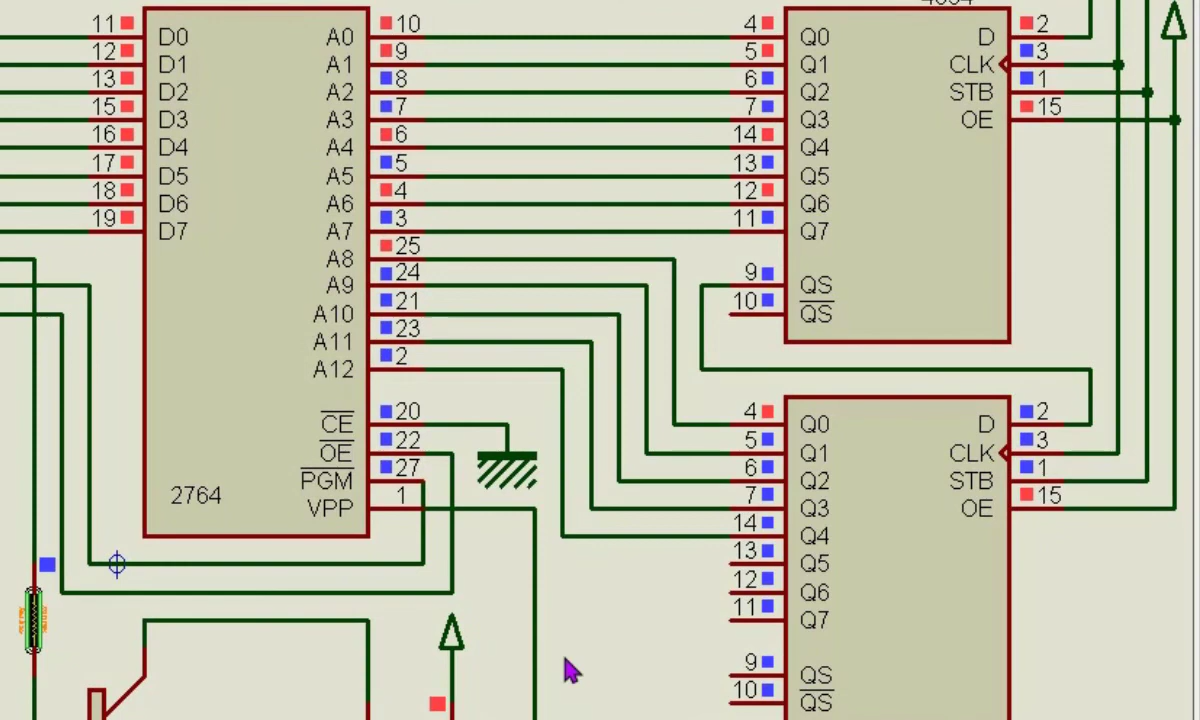 4094
11 D0 A0 10 4 Q0 D 2
12 D1 A1 9 5 Q1 CLK 3
13 D2 A2 8 6 Q2 STB 1
15 D3 A3 7 7 Q3 OE 15
16 D4 A4 6 14 Q4
17 D5 A5 5 13 Q5
18 D6 A6 4 12 Q6
19 D7 A7 3 11 Q7
A8 25
A9 24 9 QS
A10 21 10 QS
A11 23
A12 2
CE 20 4 Q0 D 2
OE 22 5 Q1 CLK 3
PGM 27 6 Q2 STB 1
2764 VPP 1 7 Q3 OE 15
14 Q4
13 Q5
12 Q6
11 Q7
9 QS
10 QS